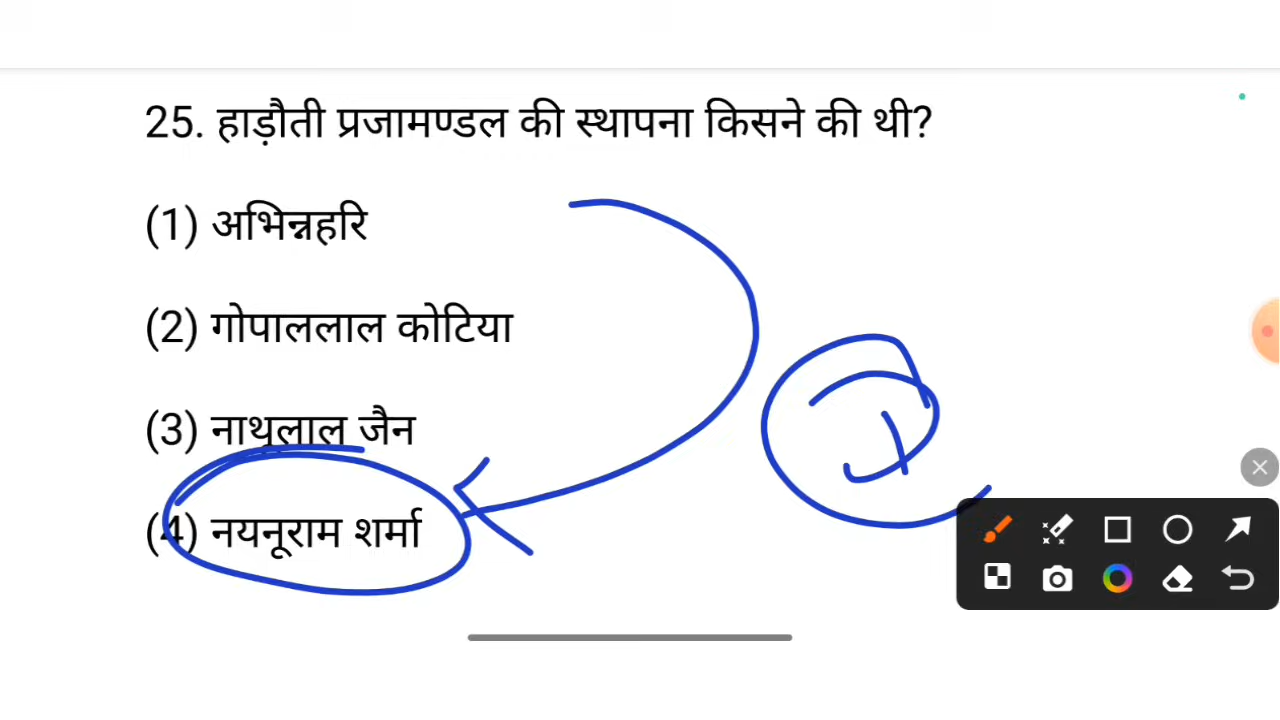 25. हाड़ौती प्रजामण्डल की स्थापना किसने की थी?
(1) अभिन्नहरि
(2) गोपाललाल कोटिया
(3) नाथूलाल जैन
(4) नयनूराम शर्मा